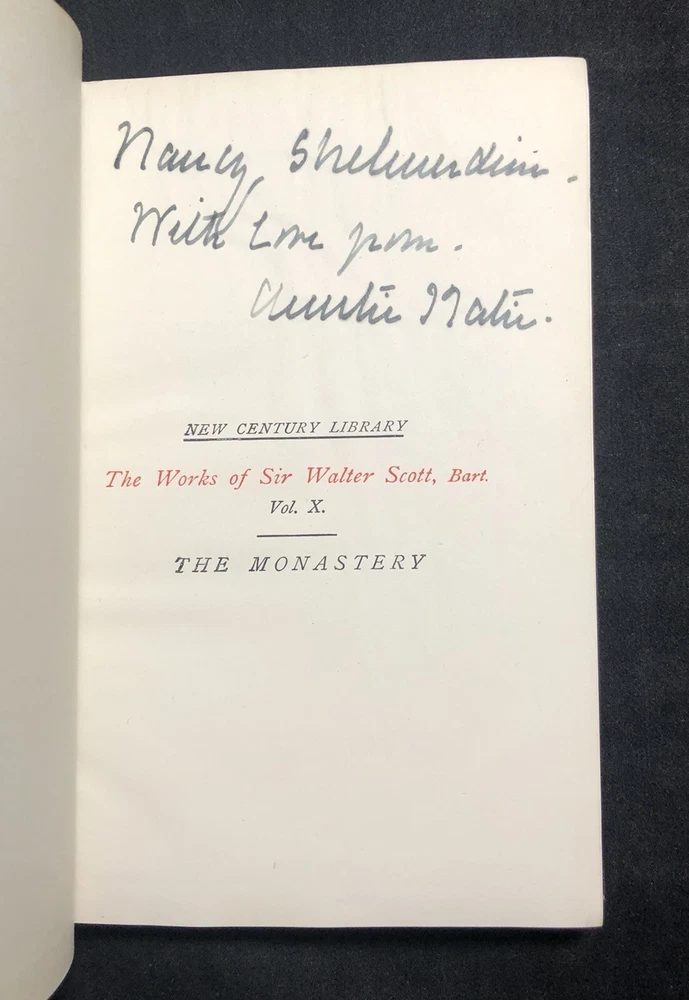 Nancy Shelmerdine.
With Love from.
Auntie Katie.
NEW CENTURY LIBRARY
The Works of Sir Walter Scott, Bart.
Vol. X.
THE MONASTERY